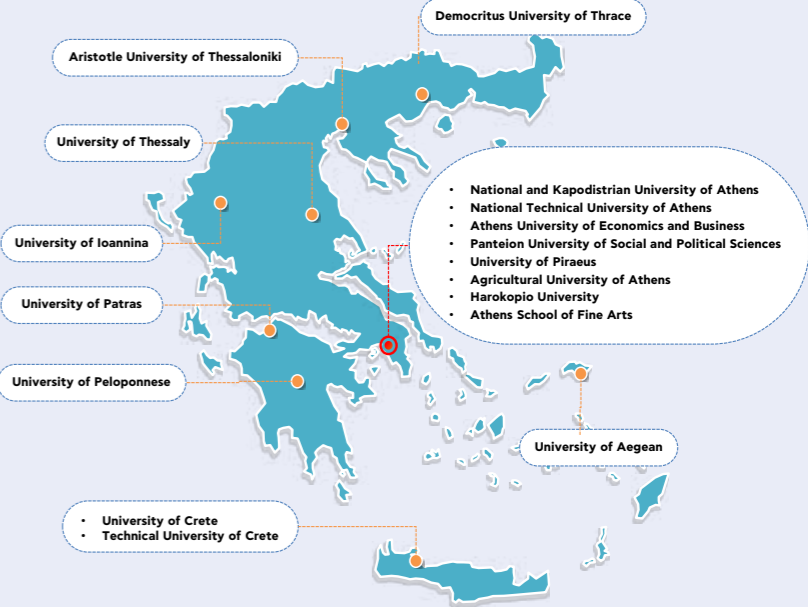 Democritus University of Thrace
Aristotle University of Thessaloniki
University of Thessaly
• National and Kapodistrian University of Athens
• National Technical University of Athens
• Athens University of Economics and Business
• Panteion University of Social and Political Sciences
• University of Piraeus
• Agricultural University of Athens
• Harokopio University
• Athens School of Fine Arts
University of Ioannina
University of Patras
University of Peloponnese
University of Aegean
• University of Crete
• Technical University of Crete